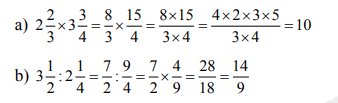 a) 2 2/3 × 3 3/4 = 8/3 × 15/4 = (8×15)/(3×4) = (4×2×3×5)/(3×4) = 10
b) 3 1/2 : 2 1/4 = 7/2 : 9/4 = 7/2 × 4/9 = 28/18 = 14/9